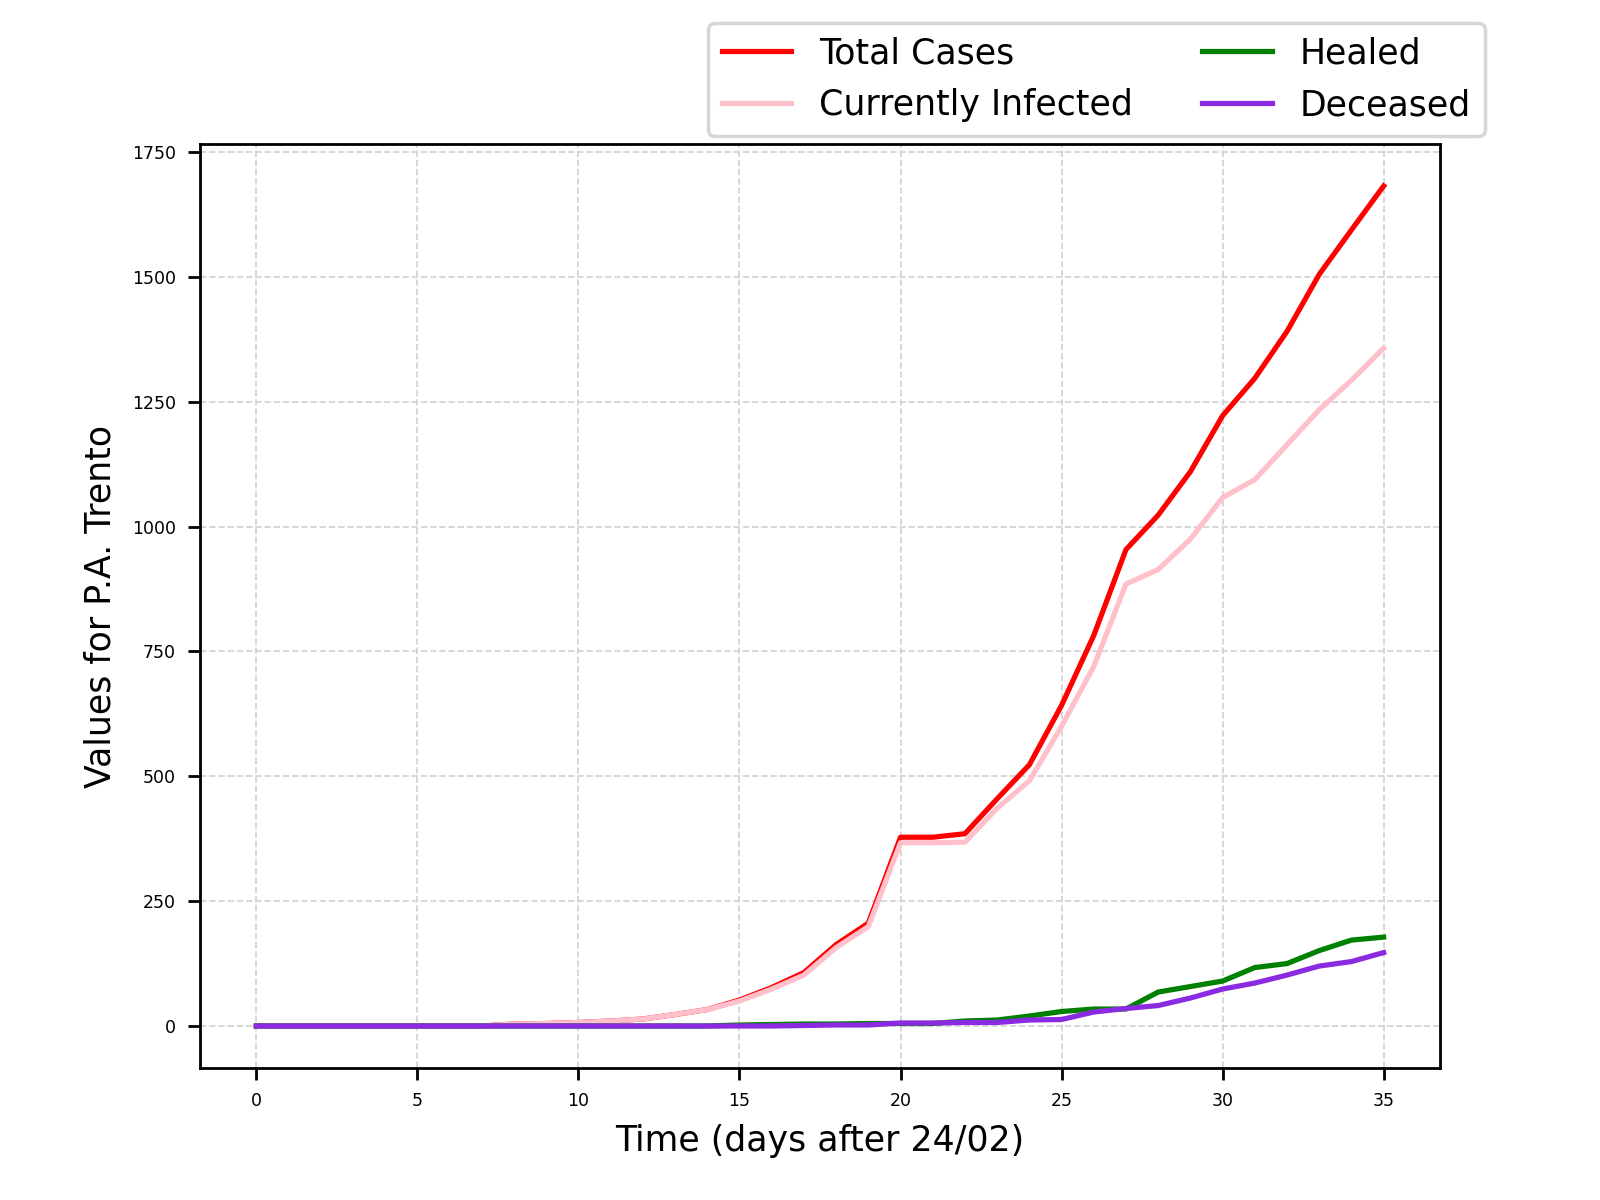 Total Cases
Currently Infected
Healed
Deceased
1750
1500
1250
1000
750
500
250
0
Values for P.A. Trento
0 5 10 15 20 25 30 35
Time (days after 24/02)